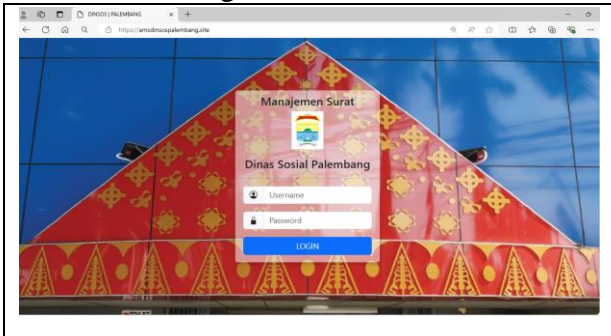 DINSOS | PALEMBANG
https://amsdinsospalembang.site
Manajemen Surat
Dinas Sosial Palembang
Username
Password
LOGIN